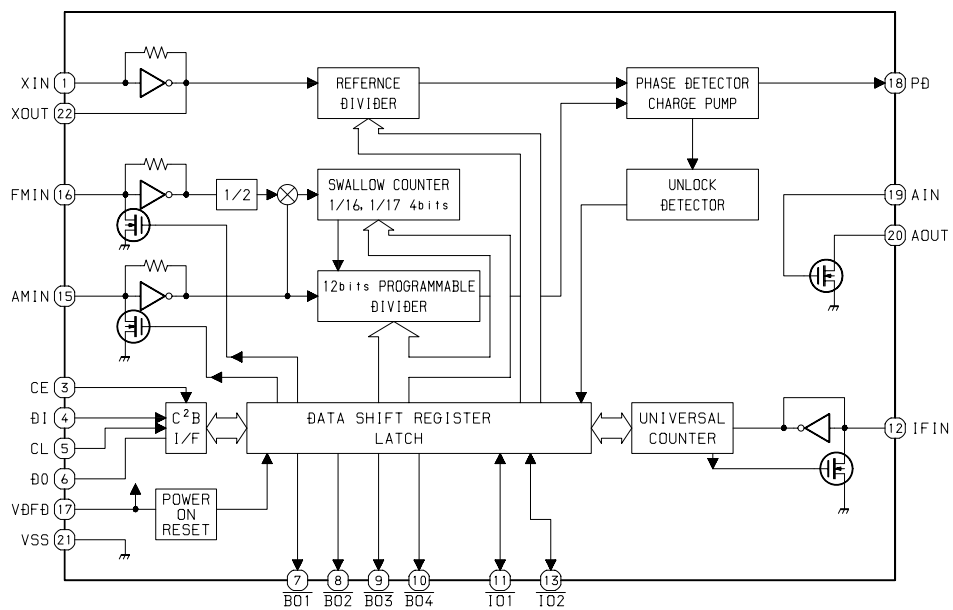 XIN 1
XOUT 22
REFERNCE
DIVIDER
PHASE DETECTOR
CHARGE PUMP
18 PD
FMIN 16
1/2
SWALLOW COUNTER
1/16, 1/17 4bits
UNLOCK
DETECTOR
19 AIN
20 AOUT
AMIN 15
12bits PROGRAMMABLE
DIVIDER
CE 3
DI 4
CL 5
DO 6
VDFD 17
VSS 21
C²B
I/F
DATA SHIFT REGISTER
LATCH
UNIVERSAL
COUNTER
12 IFIN
POWER
ON
RESET
7 8 9 10 11 13
BO1 BO2 BO3 BO4 IO1 IO2